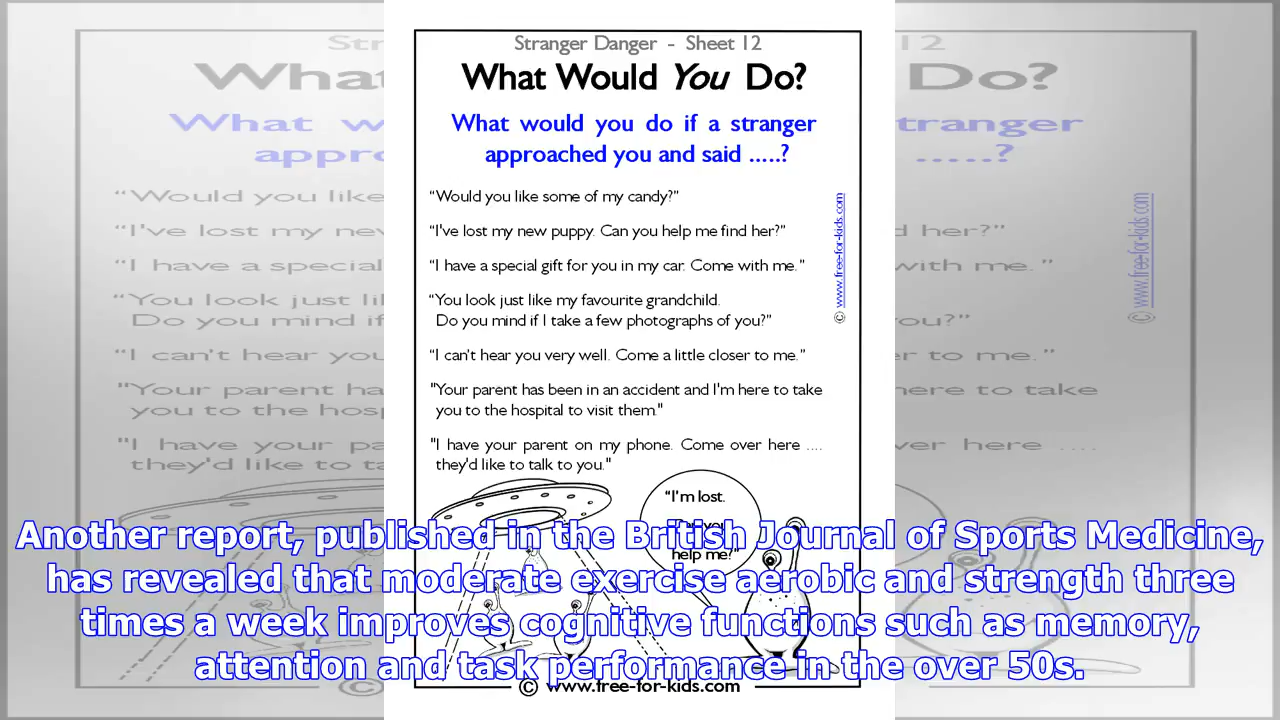 Stranger Danger - Sheet 12
What Would You Do?
What would you do if a stranger
approached you and said .....?
“Would you like some of my candy?”
“I've lost my new puppy. Can you help me find her?”
“I have a special gift for you in my car. Come with me.”
“You look just like my favourite grandchild.
Do you mind if I take a few photographs of you?”
“I can't hear you very well. Come a little closer to me.”
"Your parent has been in an accident and I'm here to take
you to the hospital to visit them."
"I have your parent on my phone. Come over here ....
they'd like to talk to you."
© www.free-for-kids.com
“I'm lost.
you
help me?”
Another report, published in the British Journal of Sports Medicine,
has revealed that moderate exercise aerobic and strength three
times a week improves cognitive functions such as memory,
attention and task performance in the over 50s.
© www.free-for-kids.com